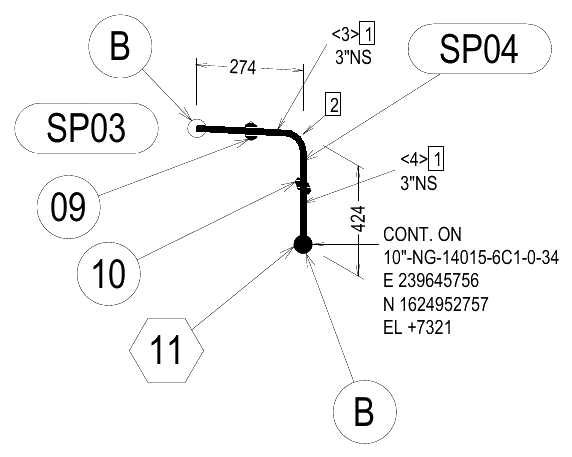 B
<3> 1
3"NS
SP04
274
2
SP03
<4> 1
3"NS
09
424
10
CONT. ON
10"-NG-14015-6C1-0-34
E 239645756
N 1624952757
EL +7321
11
B